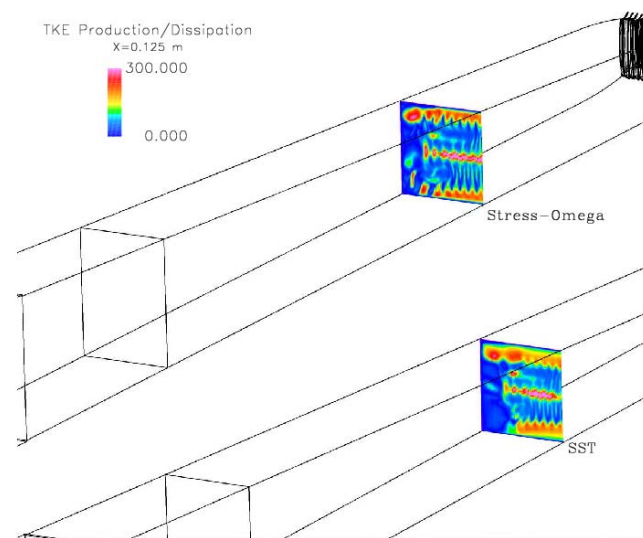 TKE Production/Dissipation
X=0.125 m
300.000
0.000
Stress-Omega
SST